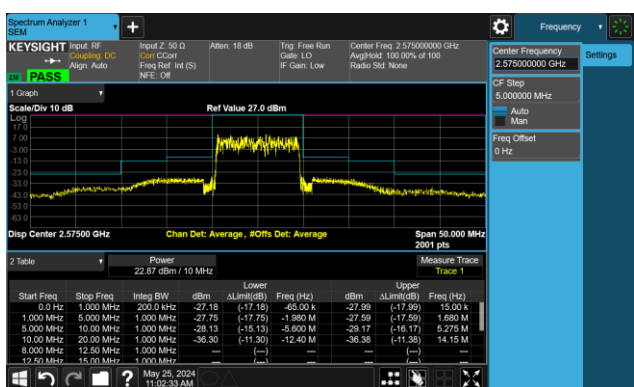 Spectrum Analyzer 1
SEM
Frequency
KEYSIGHT
Input: RF
Coupling: DC
Align: Auto
Input Z: 50 Ω
Corr CCorr
Freq Ref: Int (S)
NFE: Off
Atten: 18 dB
Trig: Free Run
Gate: LO
IF Gain: Low
Center Freq: 2.575000000 GHz
Avg|Hold: 100.00% of 100
Radio Std: None
PASS
Center Frequency
2.575000000 GHz
Settings
CF Step
5.000000 MHz
Auto
Man
Freq Offset
0 Hz
1 Graph
Scale/Div 10 dB
Ref Value 27.0 dBm
Log
17.0
7.00
-3.00
-13.0
-23.0
-33.0
-43.0
-53.0
-63.0
Disp Center 2.57500 GHz
Chan Det: Average, #Offs Det: Average
Span 50.000 MHz
2001 pts
2 Table
Power
22.87 dBm / 10 MHz
Measure Trace
Trace 1
Lower Upper
Start Freq Stop Freq Integ BW dBm ΔLimit(dB) Freq (Hz) dBm ΔLimit(dB) Freq (Hz)
0.0 Hz 1.000 MHz 200.0 kHz -27.18 (-17.18) -65.00 k -27.99 (-17.99) 15.00 k
1.000 MHz 5.000 MHz 1.000 MHz -27.75 (-17.75) -1.980 M -27.59 (-17.59) 1.680 M
5.000 MHz 10.00 MHz 1.000 MHz -28.13 (-15.13) -5.600 M -29.17 (-16.17) 5.275 M
10.00 MHz 20.00 MHz 1.000 MHz -36.30 (-11.30) -12.40 M -36.38 (-11.38) 14.15 M
8.000 MHz 12.50 MHz 1.000 MHz --- (---) --- --- (---) ---
12.50 MHz 15.00 MHz 1.000 MHz --- (---) --- --- (---) ---
?
May 25, 2024
11:02:33 AM